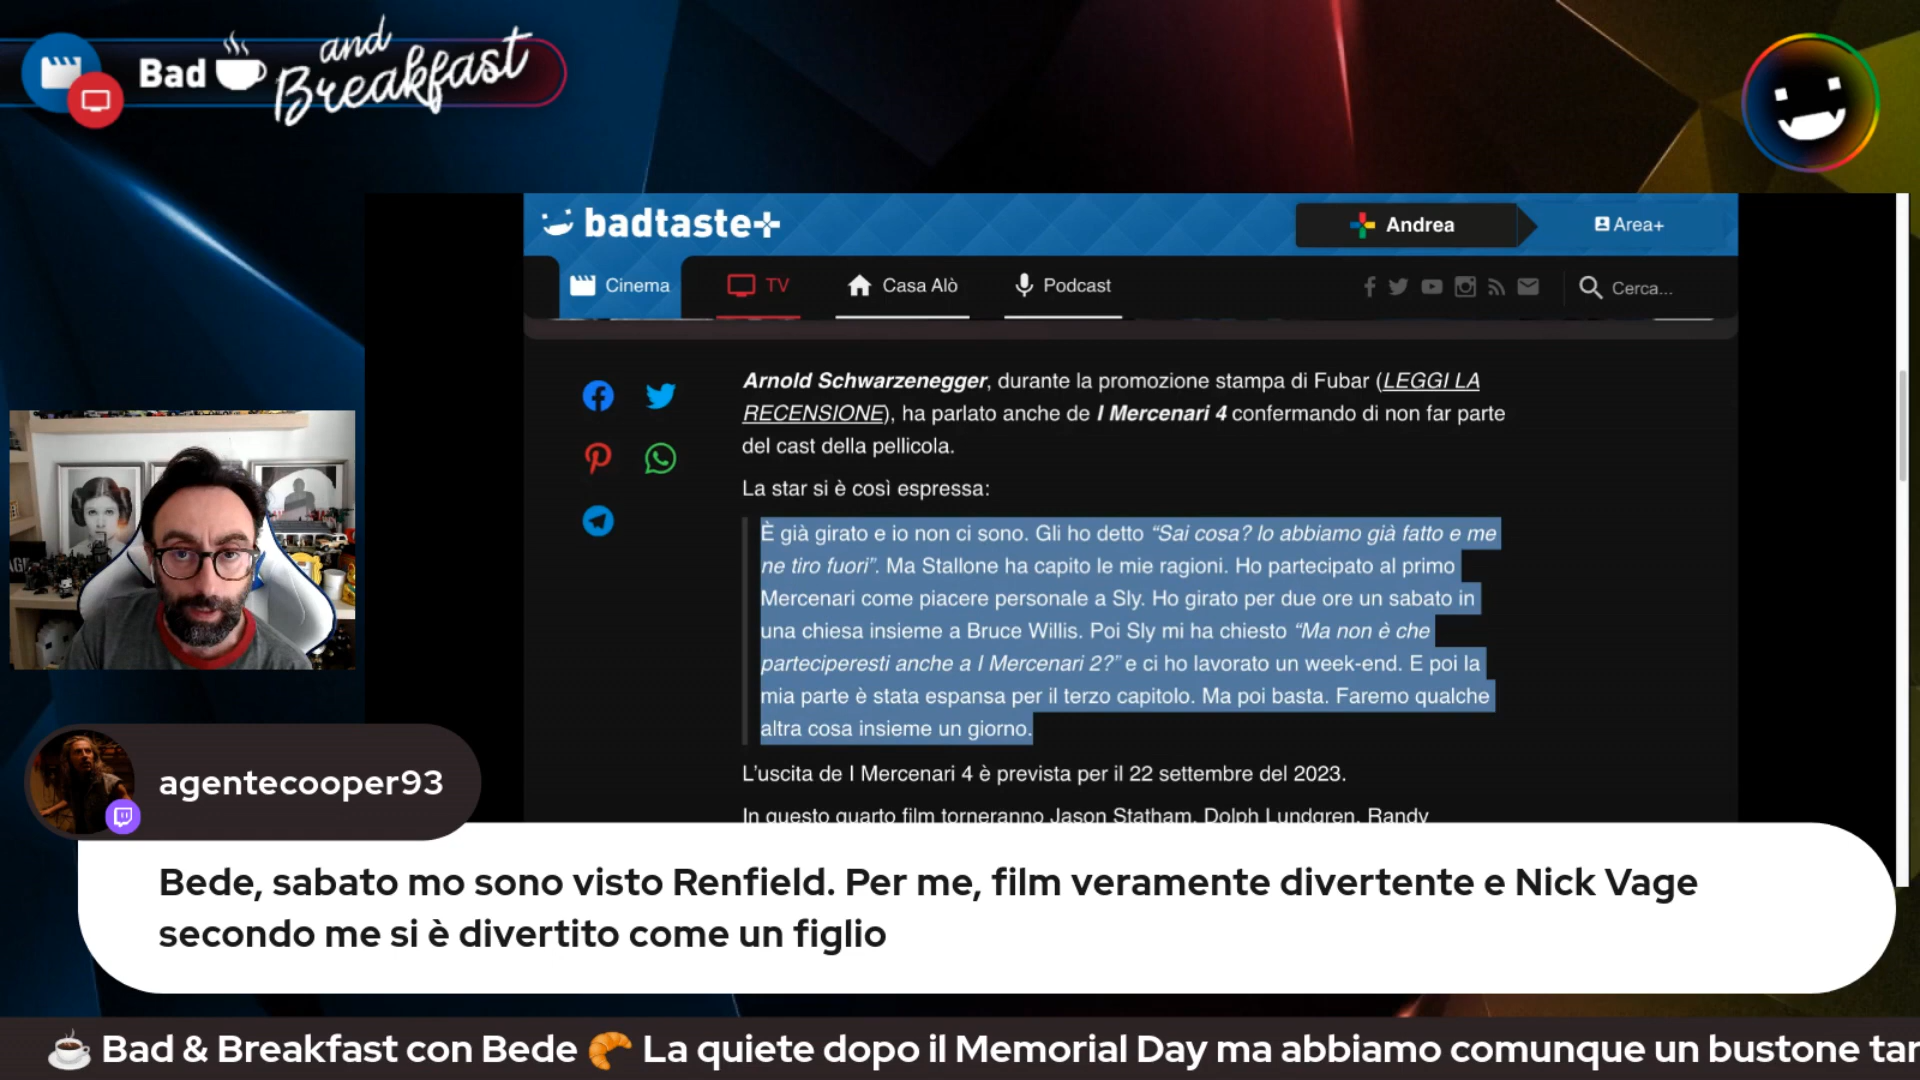 Bad and Breakfast
badtaste+
Andrea
Area+
Cinema
TV
Casa Alò
Podcast
Cerca...
Arnold Schwarzenegger, durante la promozione stampa di Fubar (LEGGI LA
RECENSIONE), ha parlato anche de I Mercenari 4 confermando di non far parte
del cast della pellicola.
La star si è così espressa:
È già girato e io non ci sono. Gli ho detto “Sai cosa? lo abbiamo già fatto e me
ne tiro fuori”. Ma Stallone ha capito le mie ragioni. Ho partecipato al primo
Mercenari come piacere personale a Sly. Ho girato per due ore un sabato in
una chiesa insieme a Bruce Willis. Poi Sly mi ha chiesto “Ma non è che
parteciperesti anche a I Mercenari 2?” e ci ho lavorato un week-end. E poi la
mia parte è stata espansa per il terzo capitolo. Ma poi basta. Faremo qualche
altra cosa insieme un giorno.
L'uscita de I Mercenari 4 è prevista per il 22 settembre del 2023.
In questo quarto film torneranno Jason Statham, Dolph Lundgren, Randy
agentecooper93
Bede, sabato mo sono visto Renfield. Per me, film veramente divertente e Nick Vage
secondo me si è divertito come un figlio
☕ Bad & Breakfast con Bede 🥐 La quiete dopo il Memorial Day ma abbiamo comunque un bustone tar